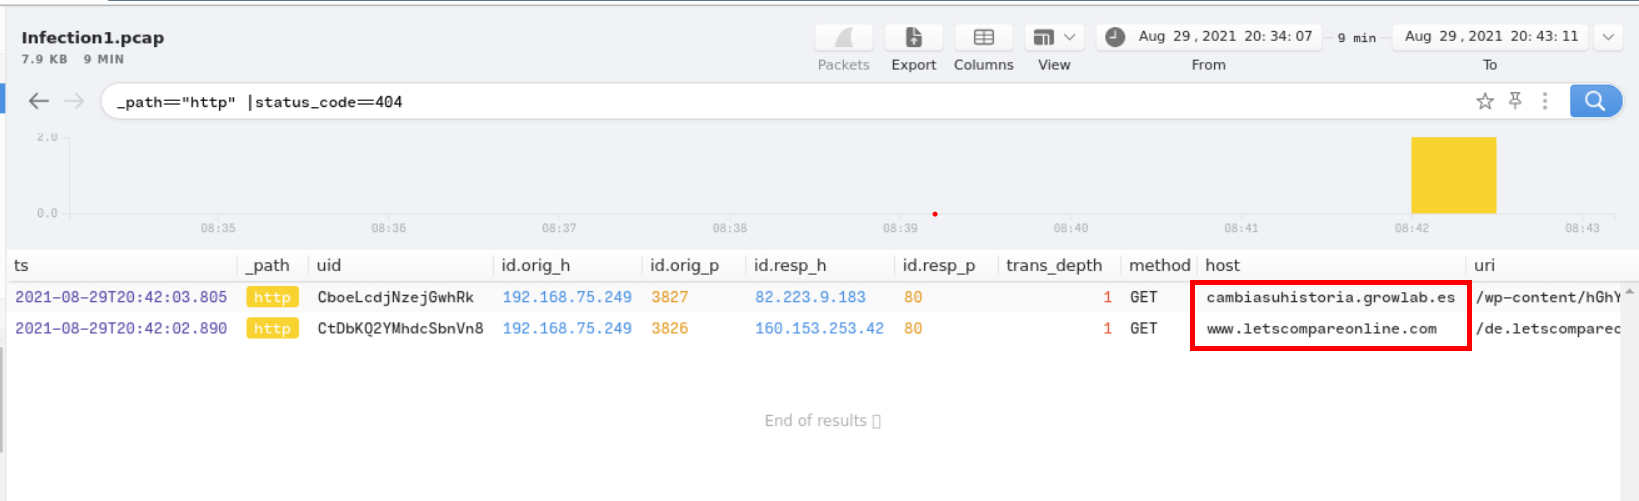 Infection1.pcap
7.9 KB 9 MIN
Packets Export Columns View
Aug 29, 2021 20: 34: 07 9 min Aug 29, 2021 20: 43: 11
From To
_path=="http" |status_code==404
2.0
0.0
08:35 08:36 08:37 08:38 08:39 08:40 08:41 08:42 08:43
ts _path uid id.orig_h id.orig_p id.resp_h id.resp_p trans_depth method host uri
2021-08-29T20:42:03.805 http CboeLcdjNzejGwhRk 192.168.75.249 3827 82.223.9.183 80 1 GET cambiasuhistoria.growlab.es /wp-content/hGhY
2021-08-29T20:42:02.890 http CtDbKQ2YMhdcSbnVn8 192.168.75.249 3826 160.153.253.42 80 1 GET www.letscompareonline.com /de.letscomparec
End of results